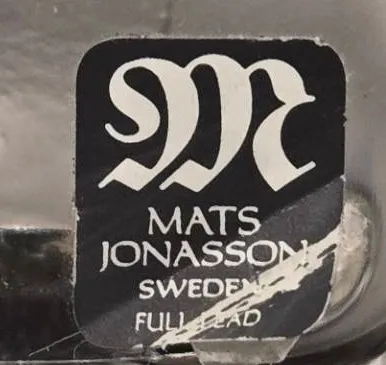 M
MATS
JONASSON
SWEDEN
FULL LEAD